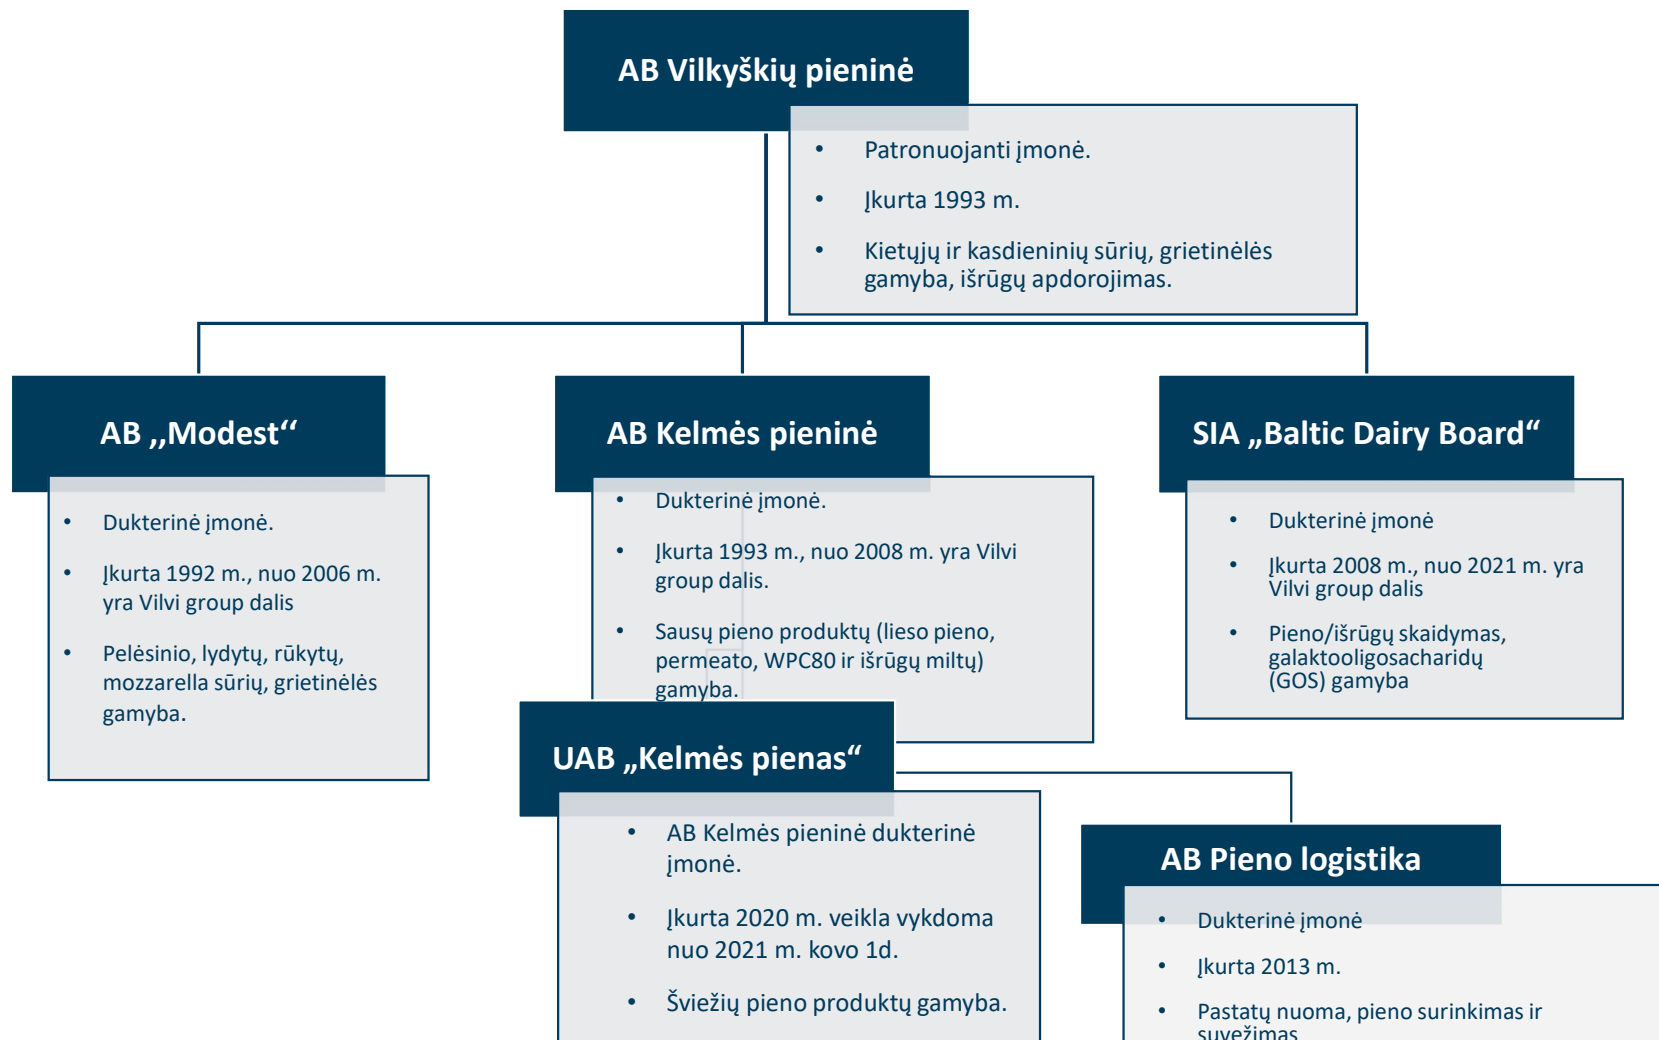 AB Vilkyškių pieninė
• Patronuojanti įmonė.
• Įkurta 1993 m.
• Kietųjų ir kasdieninių sūrių, grietinėlės
gamyba, išrūgų apdorojimas.
AB ,,Modest‘‘
• Dukterinė įmonė.
• Įkurta 1992 m., nuo 2006 m.
yra Vilvi group dalis
• Pelėsinio, lydytų, rūkytų,
mozzarella sūrių, grietinėlės
gamyba.
AB Kelmės pieninė
• Dukterinė įmonė.
• Įkurta 1993 m., nuo 2008 m. yra Vilvi
group dalis.
• Sausų pieno produktų (lieso pieno,
permeato, WPC80 ir išrūgų miltų)
gamyba.
SIA „Baltic Dairy Board“
• Dukterinė įmonė
• Įkurta 2008 m., nuo 2021 m. yra
Vilvi group dalis
• Pieno/išrūgų skaidymas,
galaktooligosacharidų
(GOS) gamyba
UAB „Kelmės pienas“
• AB Kelmės pieninė dukterinė
įmonė.
• Įkurta 2020 m. veikla vykdoma
nuo 2021 m. kovo 1d.
• Šviežių pieno produktų gamyba.
AB Pieno logistika
• Dukterinė įmonė
• Įkurta 2013 m.
• Pastatų nuoma, pieno surinkimas ir
suvežimas